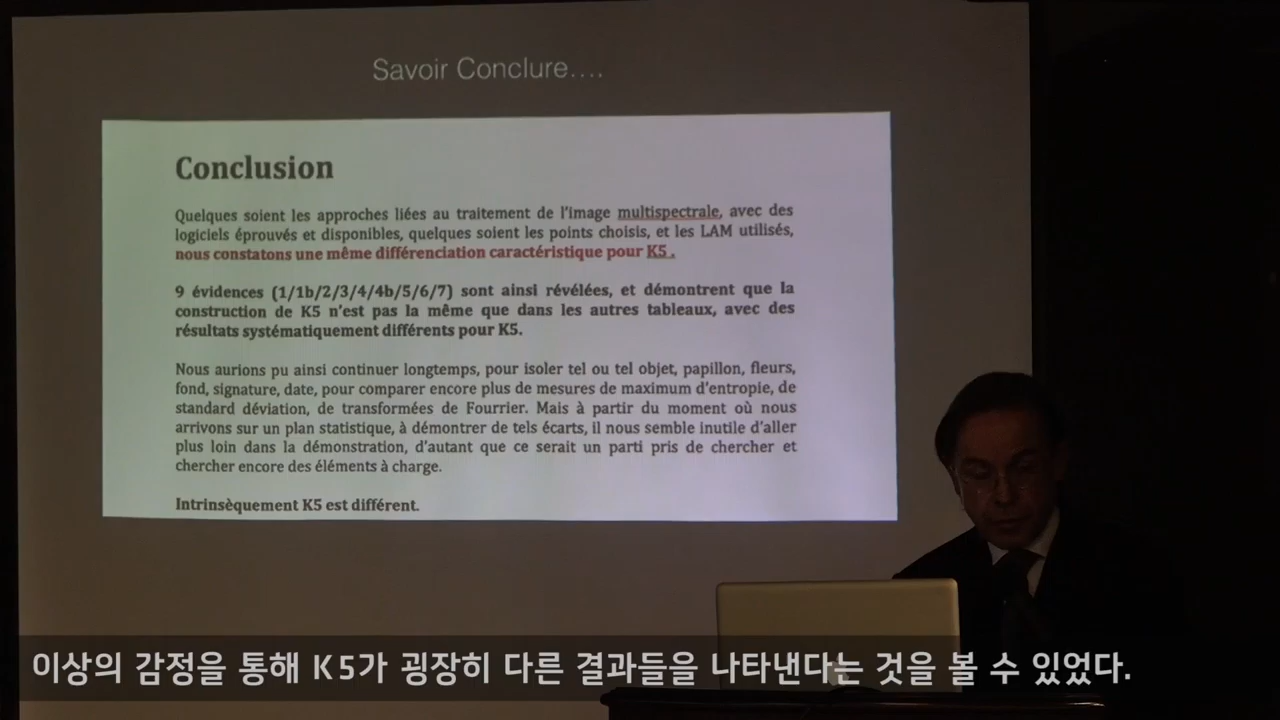 Savoir Conclure....
Conclusion
Quelques soient les approches liées au traitement de l'image multispectrale, avec des
logiciels éprouvés et disponibles, quelques soient les points choisis, et les LAM utilisés,
nous constatons une même différenciation caractéristique pour K5 .
9 évidences (1/1b/2/3/4/4b/5/6/7) sont ainsi révélées, et démontrent que la
construction de K5 n'est pas la même que dans les autres tableaux, avec des
résultats systématiquement différents pour K5.
Nous aurions pu ainsi continuer longtemps, pour isoler tel ou tel objet, papillon, fleurs,
fond, signature, date, pour comparer encore plus de mesures de maximum d'entropie, de
standard déviation, de transformées de Fourrier. Mais à partir du moment où nous
arrivons sur un plan statistique, à démontrer de tels écarts, il nous semble inutile d'aller
plus loin dans la démonstration, d'autant que ce serait un parti pris de chercher et
chercher encore des éléments à charge.
Intrinsèquement K5 est différent.
이상의 감정을 통해 K5가 굉장히 다른 결과들을 나타낸다는 것을 볼 수 있었다.